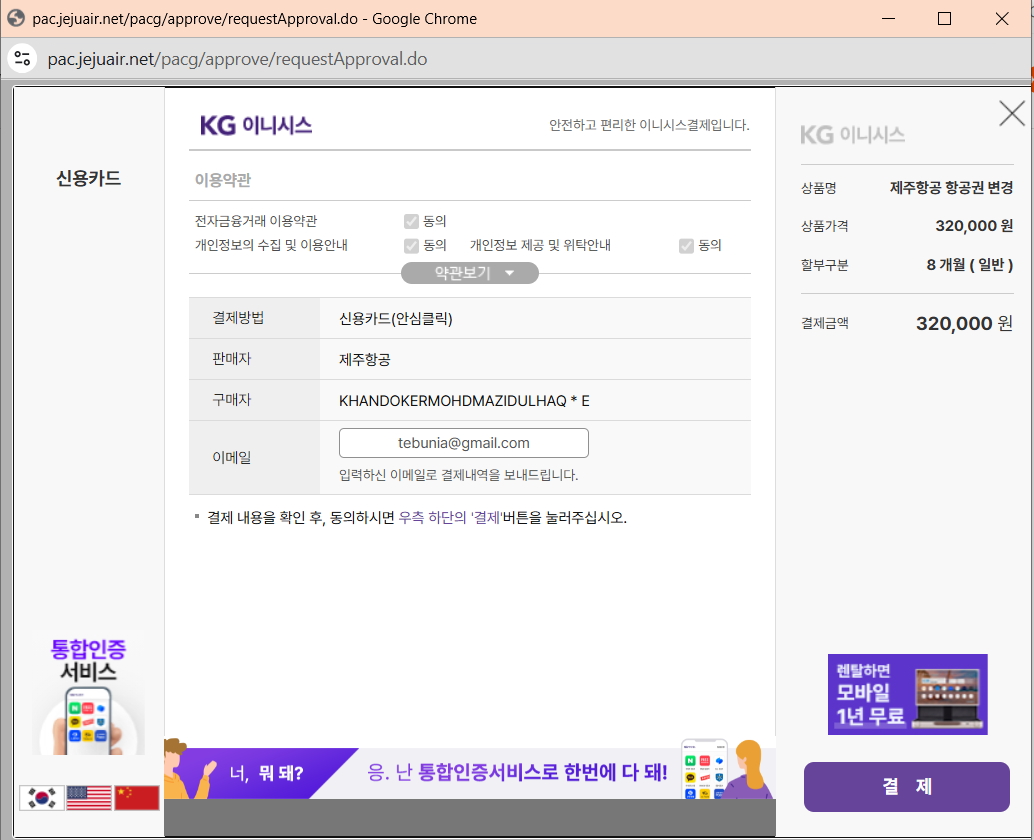 pac.jejuair.net/pacg/approve/requestApproval.do - Google Chrome
pac.jejuair.net/pacg/approve/requestApproval.do
신용카드
통합인증
서비스
KG 이니시스
안전하고 편리한 이니시스결제입니다.
이용약관
전자금융거래 이용약관 동의
개인정보의 수집 및 이용안내 동의 개인정보 제공 및 위탁안내 동의
약관보기
결제방법 신용카드(안심클릭)
판매자 제주항공
구매자 KHANDOKERMOHDMAZIDULHAQ * E
이메일 tebunia@gmail.com
입력하신 이메일로 결제내역을 보내드립니다.
결제 내용을 확인 후, 동의하시면 우측 하단의 '결제'버튼을 눌러주십시오.
너, 뭐 돼? 응. 난 통합인증서비스로 한번에 다 돼!
KG 이니시스
상품명 제주항공 항공권 변경
상품가격 320,000 원
할부구분 8 개월 ( 일반 )
결제금액 320,000 원
렌탈하면
모바일
1년 무료
결 제